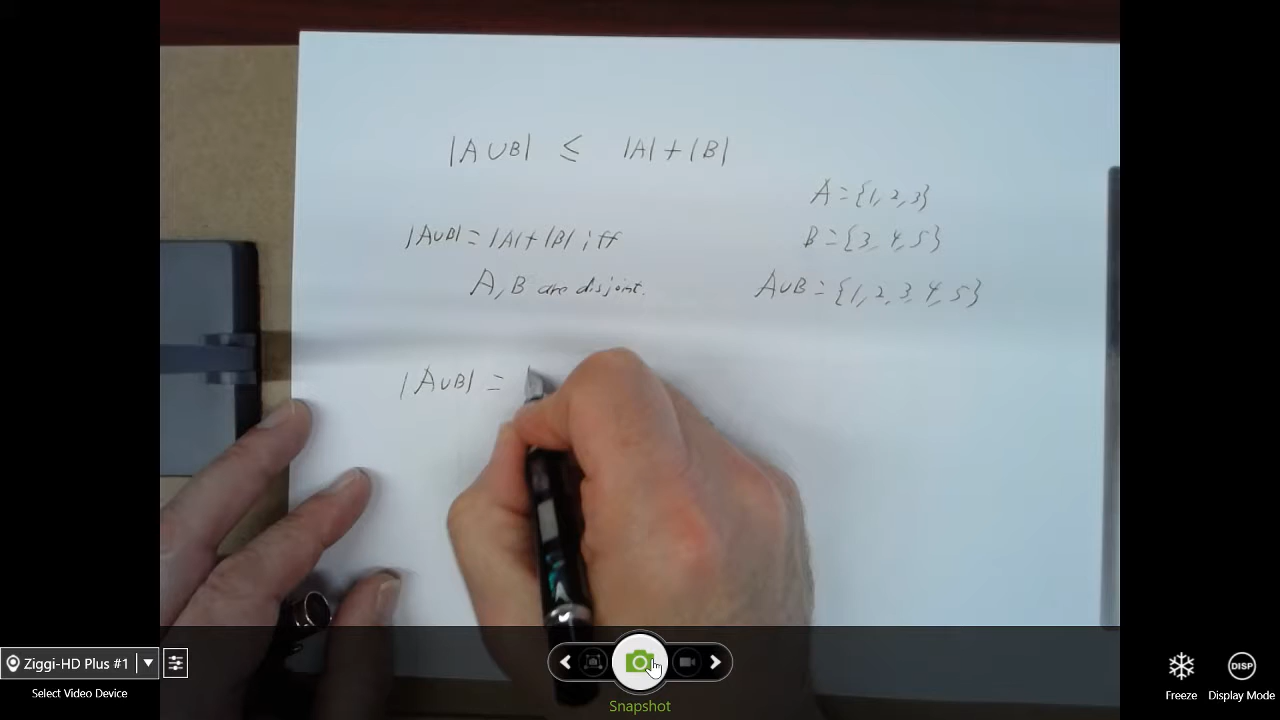 |A∪B| ≤ |A|+|B|
A={1,2,3}
|A∪B|=|A|+|B| iff
B={3,4,5}
A,B are disjoint.
A∪B={1,2,3,4,5}
|A∪B| =
Ziggi-HD Plus #1
Select Video Device
Snapshot
Freeze
DISP
Display Mode